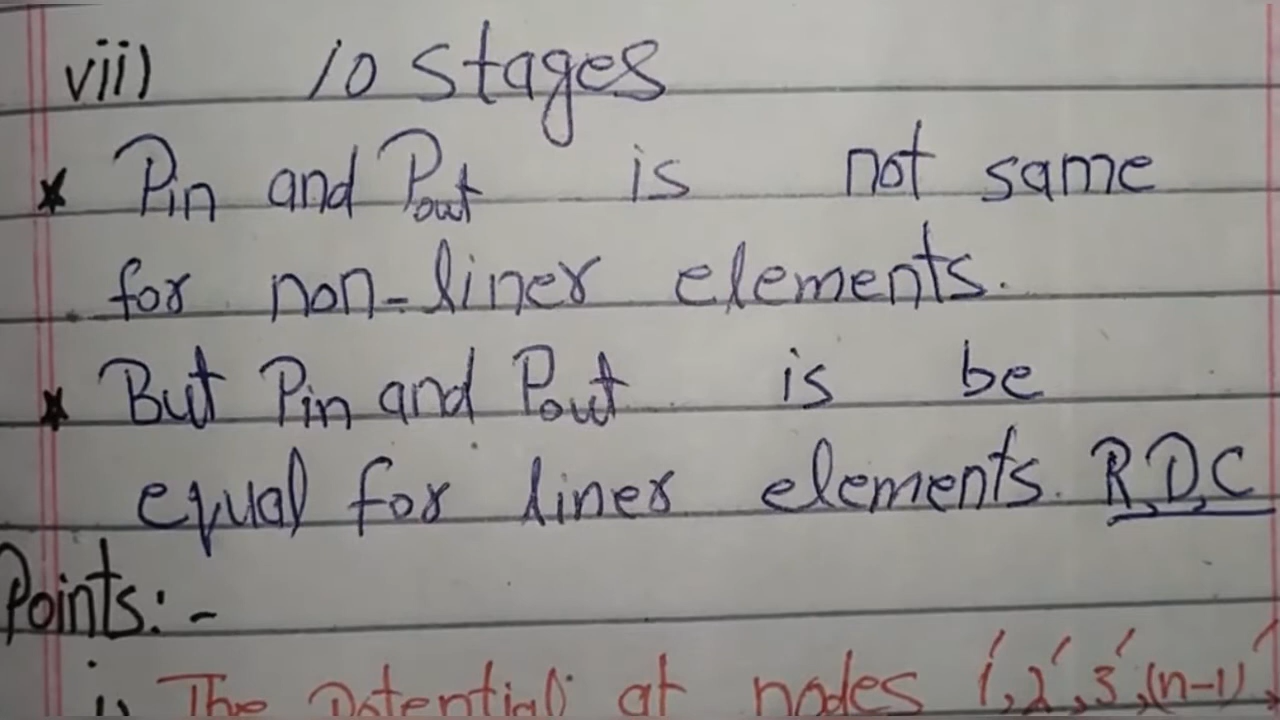 vii) 10 stages
* Pin and Pout is not same
for non-liner elements.
* But Pin and Pout is be
equal for liner elements. R,D,C
Points:-
i) The potential at nodes 1', 2', 3', (n-1)',